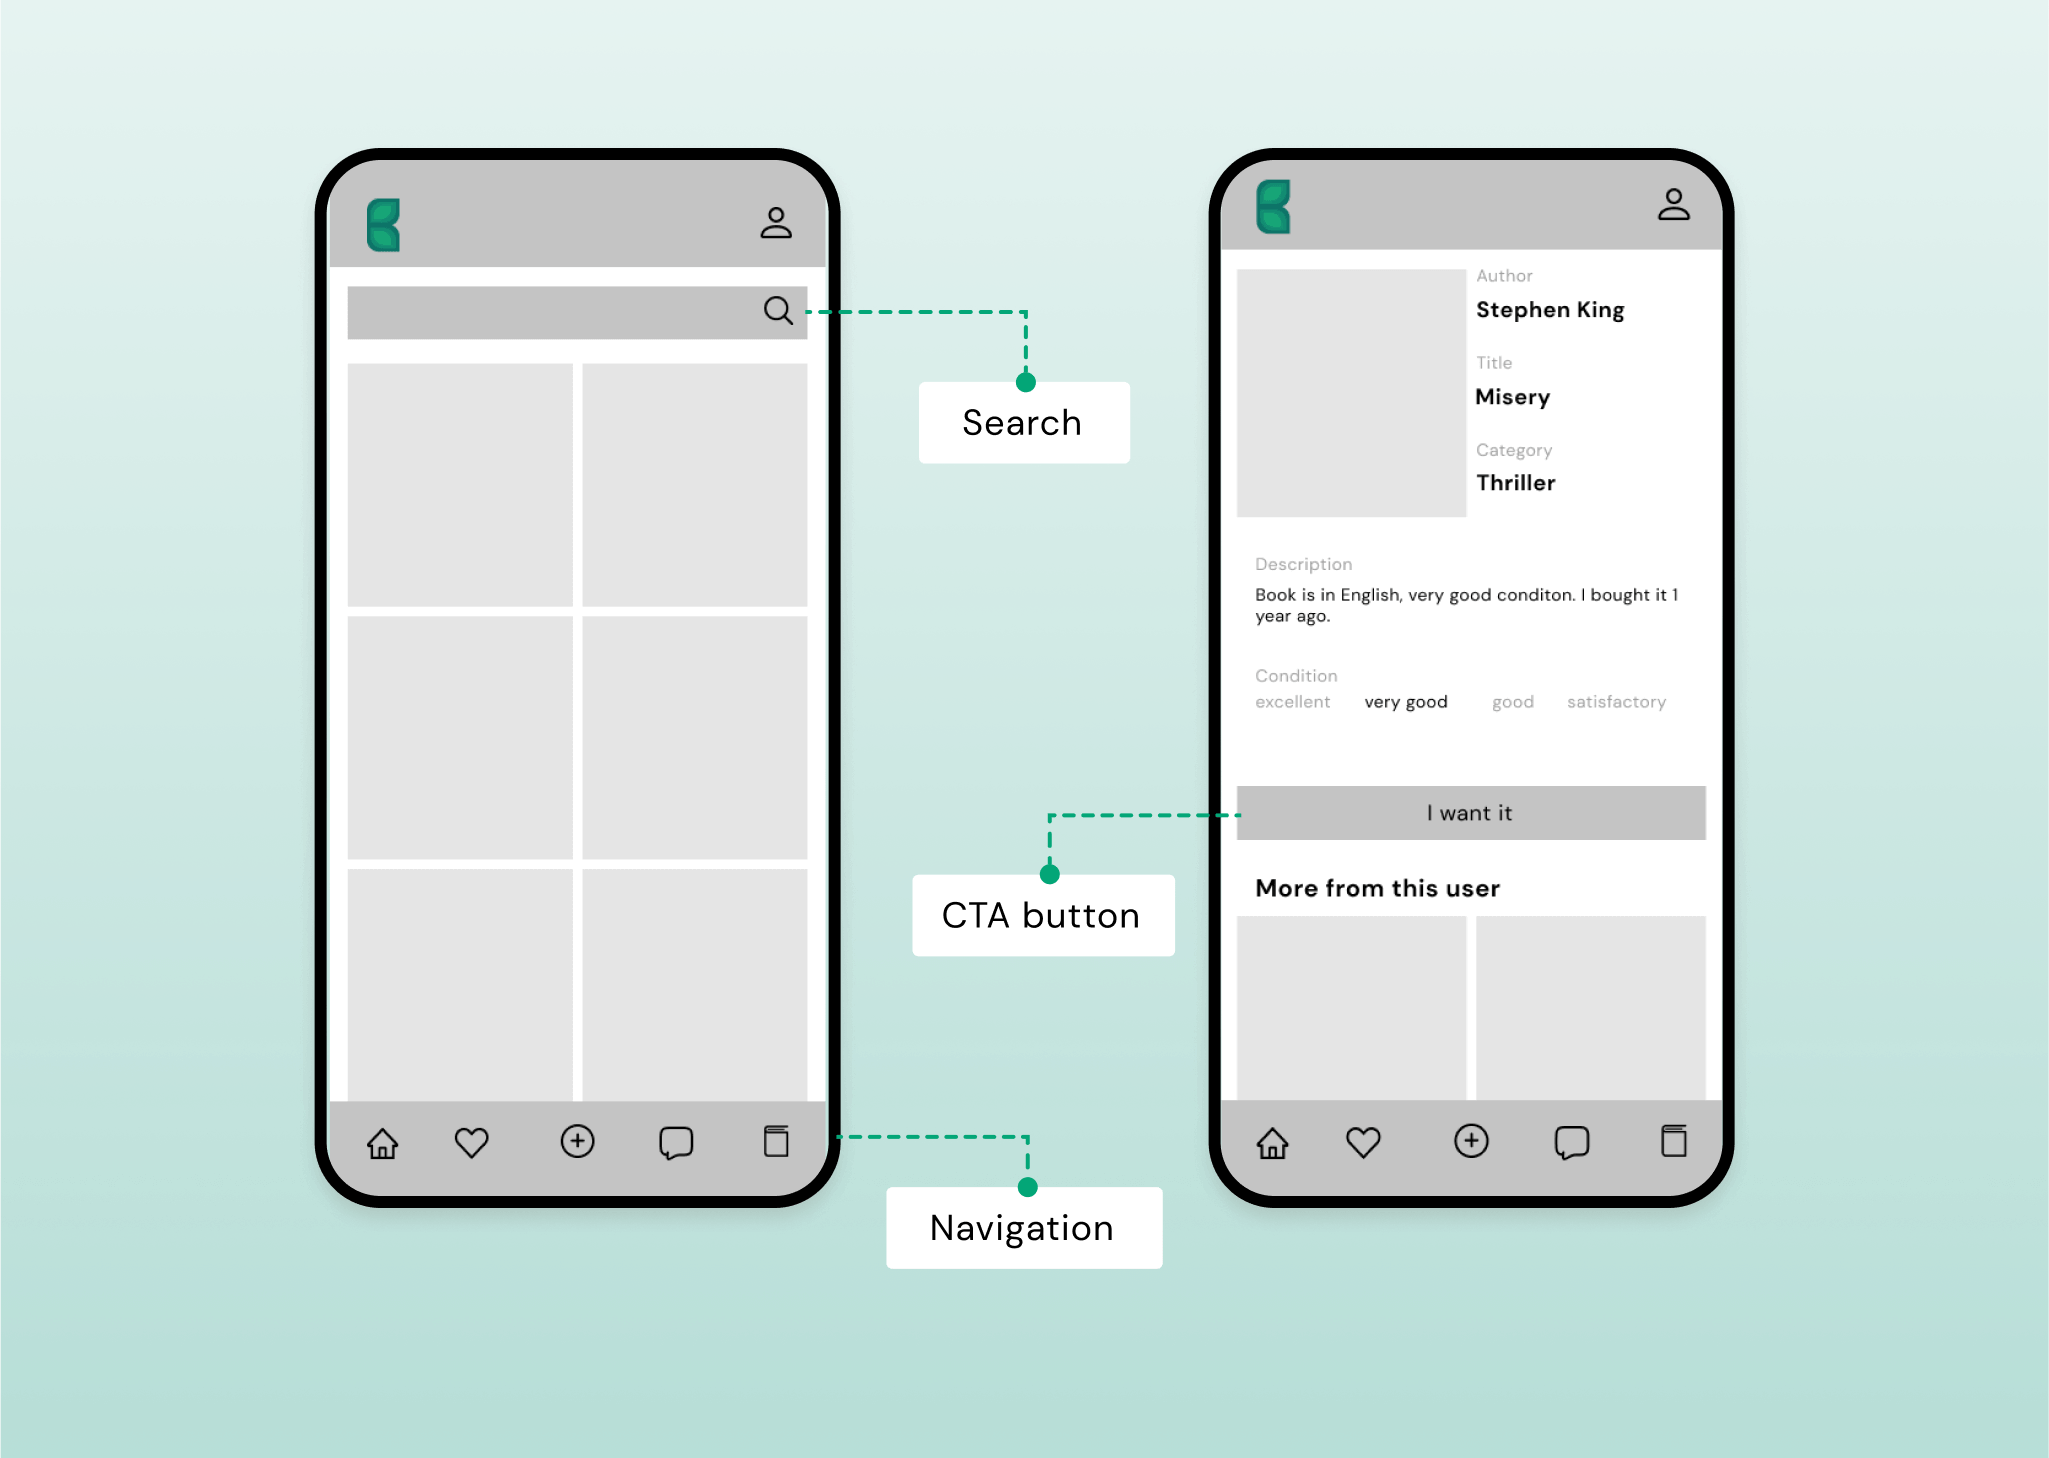 Search
CTA button
Navigation
Author
Stephen King
Title
Misery
Category
Thriller
Description
Book is in English, very good conditon. I bought it 1
year ago.
Condition
excellent very good good satisfactory
I want it
More from this user